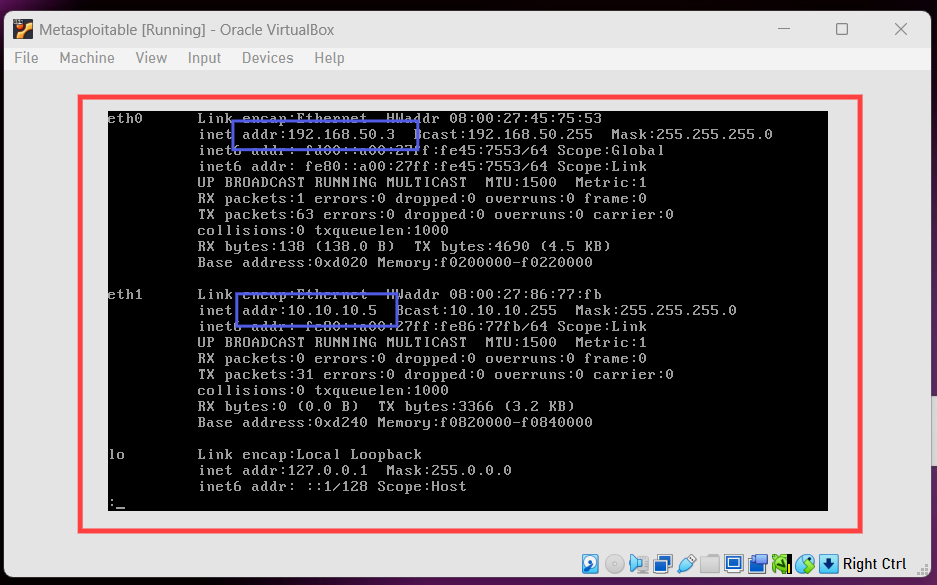 Metasploitable [Running] - Oracle VirtualBox
File Machine View Input Devices Help
eth0 Link encap:Ethernet HWaddr 08:00:27:45:75:53
inet addr:192.168.50.3 Bcast:192.168.50.255 Mask:255.255.255.0
inet6 addr: fd00::a00:27ff:fe45:7553/64 Scope:Global
inet6 addr: fe80::a00:27ff:fe45:7553/64 Scope:Link
UP BROADCAST RUNNING MULTICAST MTU:1500 Metric:1
RX packets:1 errors:0 dropped:0 overruns:0 frame:0
TX packets:63 errors:0 dropped:0 overruns:0 carrier:0
collisions:0 txqueuelen:1000
RX bytes:138 (138.0 B) TX bytes:4690 (4.5 KB)
Base address:0xd020 Memory:f0200000-f0220000
eth1 Link encap:Ethernet HWaddr 08:00:27:86:77:fb
inet addr:10.10.10.5 Bcast:10.10.10.255 Mask:255.255.255.0
inet6 addr: fe80::a00:27ff:fe86:77fb/64 Scope:Link
UP BROADCAST RUNNING MULTICAST MTU:1500 Metric:1
RX packets:0 errors:0 dropped:0 overruns:0 frame:0
TX packets:31 errors:0 dropped:0 overruns:0 carrier:0
collisions:0 txqueuelen:1000
RX bytes:0 (0.0 B) TX bytes:3366 (3.2 KB)
Base address:0xd240 Memory:f0820000-f0840000
lo Link encap:Local Loopback
inet addr:127.0.0.1 Mask:255.0.0.0
inet6 addr: ::1/128 Scope:Host
:_
Right Ctrl